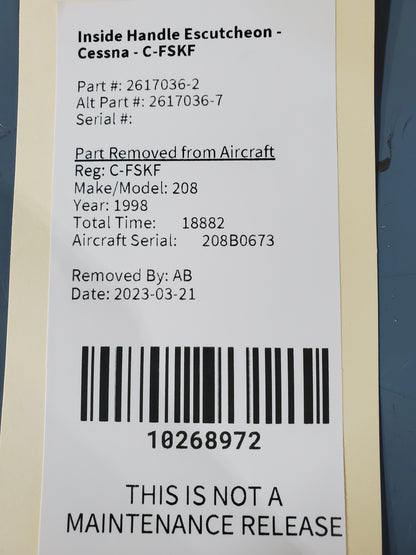 Inside Handle Escutcheon -
Cessna - C-FSKF
Part #: 2617036-2
Alt Part #: 2617036-7
Serial #:
Part Removed from Aircraft
Reg: C-FSKF
Make/Model: 208
Year: 1998
Total Time: 18882
Aircraft Serial: 208B0673
Removed By: AB
Date: 2023-03-21
10268972
THIS IS NOT A
MAINTENANCE RELEASE